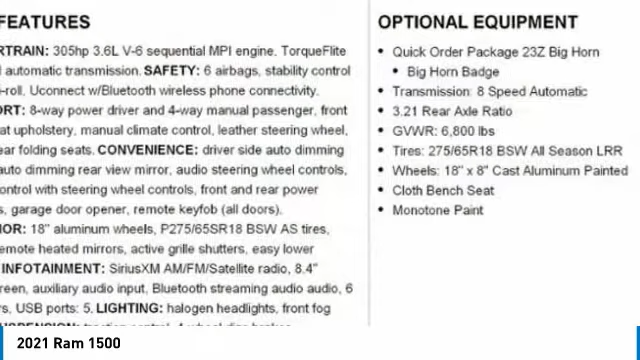 FEATURES
RTRAIN: 305hp 3.6L V-6 sequential MPI engine. TorqueFlite
automatic transmission. SAFETY: 6 airbags, stability control
i-roll. Uconnect w/Bluetooth wireless phone connectivity.
ORT: 8-way power driver and 4-way manual passenger, front
at upholstery, manual climate control, leather steering wheel,
ear folding seats. CONVENIENCE: driver side auto dimming
auto dimming rear view mirror, audio steering wheel controls,
ontrol with steering wheel controls, front and rear power
s, garage door opener, remote keyfob (all doors).
IOR: 18" aluminum wheels, P275/65SR18 BSW AS tires,
emote heated mirrors, active grille shutters, easy lower
INFOTAINMENT: SiriusXM AM/FM/Satellite radio, 8.4"
reen, auxiliary audio input, Bluetooth streaming audio audio, 6
rs, USB ports: 5. LIGHTING: halogen headlights, front fog
OPTIONAL EQUIPMENT
• Quick Order Package 23Z Big Horn
• Big Horn Badge
• Transmission: 8 Speed Automatic
• 3.21 Rear Axle Ratio
• GVWR: 6,800 lbs
• Tires: 275/65R18 BSW All Season LRR
• Wheels: 18" x 8" Cast Aluminum Painted
• Cloth Bench Seat
• Monotone Paint
2021 Ram 1500